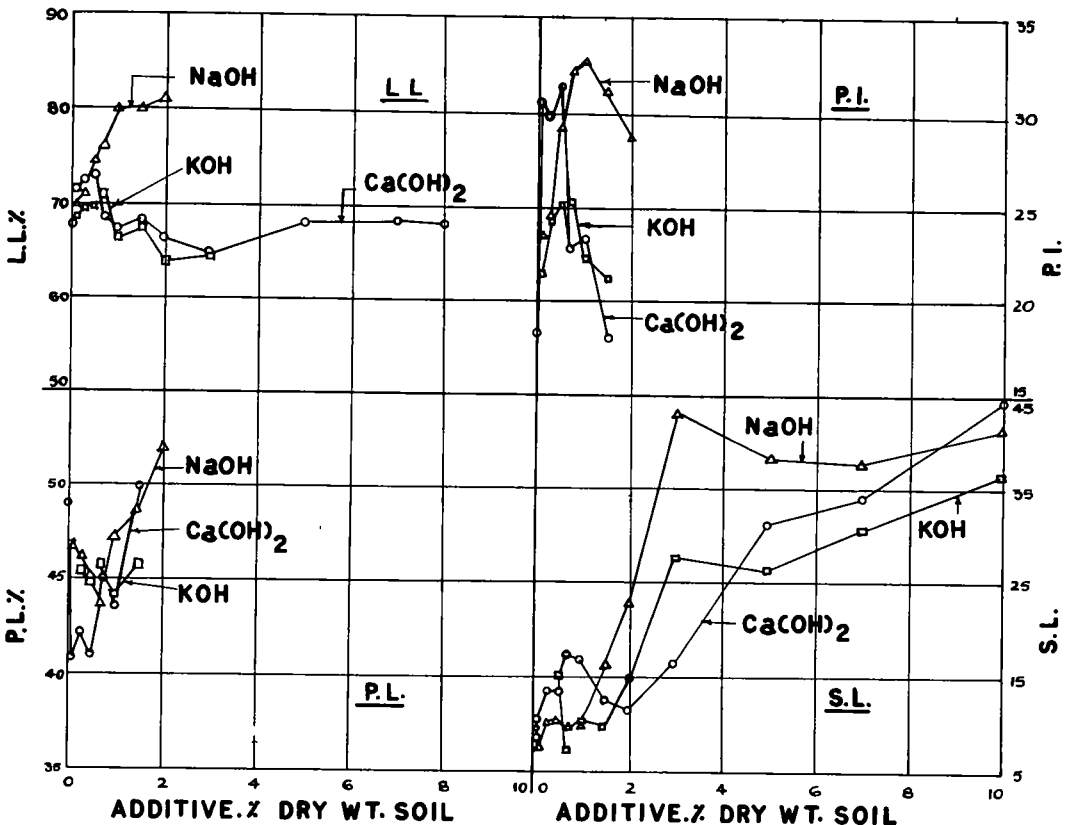 90
80
70
60
50
L.L.%
NaOH
L L
KOH
Ca(OH)2
35
30
25
20
15
P. I.
NaOH
P. I.
KOH
Ca(OH)2
50
45
40
35
P.L.%
NaOH
Ca(OH)2
KOH
P. L.
0 2 4 6 8 10
ADDITIVE.% DRY WT. SOIL
45
35
25
15
5
S. L.
NaOH
KOH
Ca(OH)2
S. L.
0 2 4 6 8 10
ADDITIVE.% DRY WT. SOIL